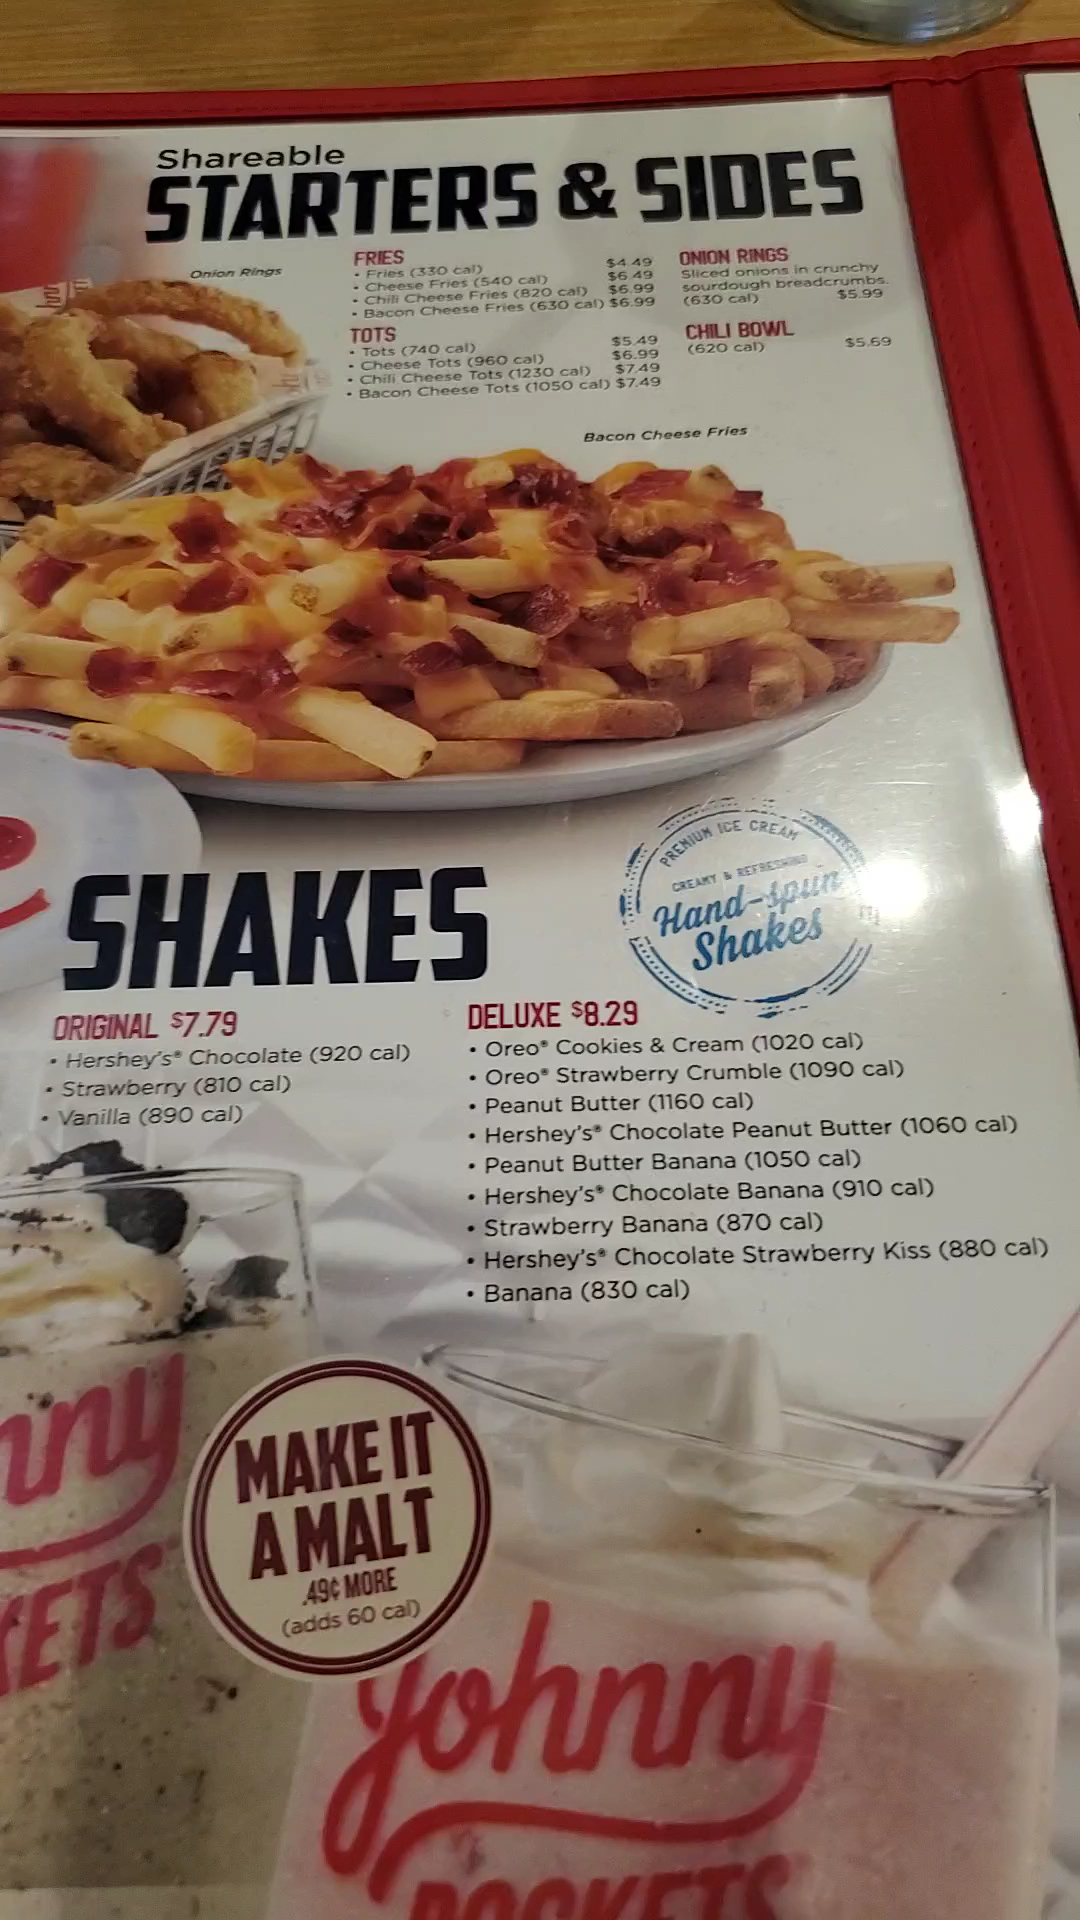 Shareable
STARTERS & SIDES
Onion Rings
FRIES
• Fries (330 cal) $4.49
• Cheese Fries (540 cal) $6.49
• Chili Cheese Fries (820 cal) $6.99
• Bacon Cheese Fries (630 cal) $6.99
TOTS
• Tots (740 cal) $5.49
• Cheese Tots (960 cal) $6.99
• Chili Cheese Tots (1230 cal) $7.49
• Bacon Cheese Tots (1050 cal) $7.49
ONION RINGS
Sliced onions in crunchy
sourdough breadcrumbs.
(630 cal) $5.99
CHILI BOWL
(620 cal) $5.69
Bacon Cheese Fries
PREMIUM ICE CREAM
CREAMY & REFRESHING
Hand-spun
Shakes
SHAKES
ORIGINAL $7.79
• Hershey's® Chocolate (920 cal)
• Strawberry (810 cal)
• Vanilla (890 cal)
DELUXE $8.29
• Oreo® Cookies & Cream (1020 cal)
• Oreo® Strawberry Crumble (1090 cal)
• Peanut Butter (1160 cal)
• Hershey's® Chocolate Peanut Butter (1060 cal)
• Peanut Butter Banana (1050 cal)
• Hershey's® Chocolate Banana (910 cal)
• Strawberry Banana (870 cal)
• Hershey's® Chocolate Strawberry Kiss (880 cal)
• Banana (830 cal)
nny
KETS
MAKE IT
A MALT
.49¢ MORE
(adds 60 cal)
Johnny
ROCKETS